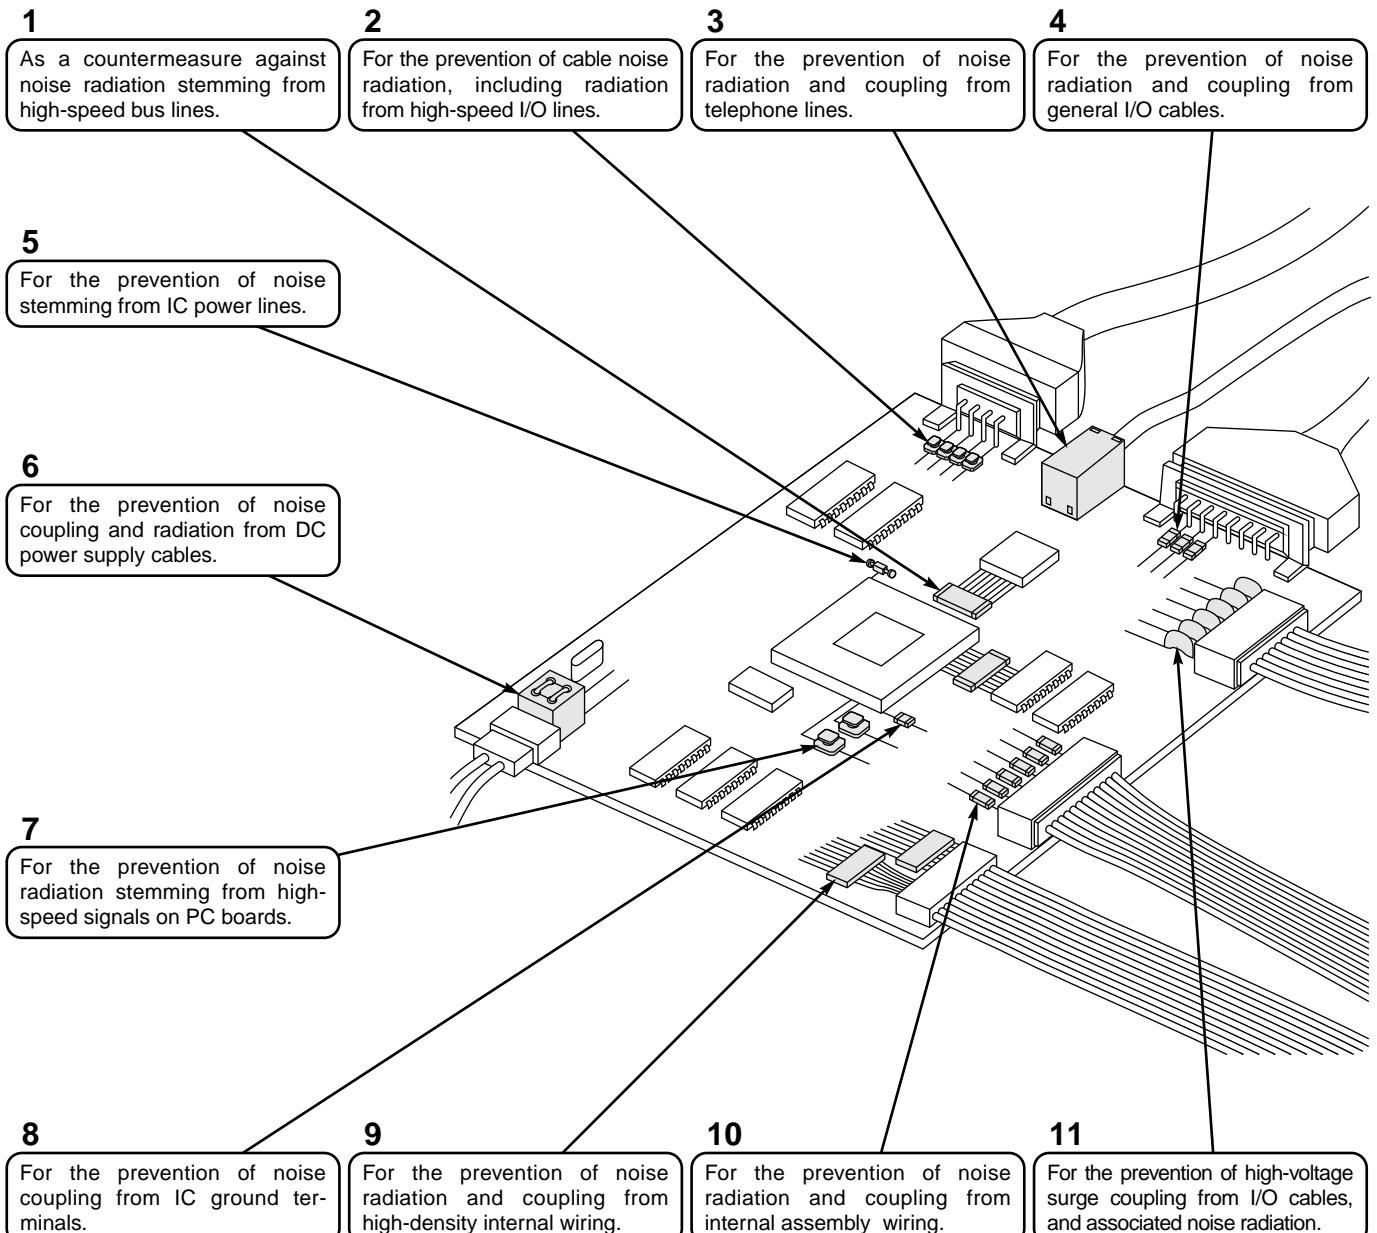 1
As a countermeasure against
noise radiation stemming from
high-speed bus lines.
2
For the prevention of cable noise
radiation, including radiation
from high-speed I/O lines.
3
For the prevention of noise
radiation and coupling from
telephone lines.
4
For the prevention of noise
radiation and coupling from
general I/O cables.
5
For the prevention of noise
stemming from IC power lines.
6
For the prevention of noise
coupling and radiation from DC
power supply cables.
7
For the prevention of noise
radiation stemming from high-
speed signals on PC boards.
8
For the prevention of noise
coupling from IC ground ter-
minals.
9
For the prevention of noise
radiation and coupling from
high-density internal wiring.
10
For the prevention of noise
radiation and coupling from
internal assembly wiring.
11
For the prevention of high-voltage
surge coupling from I/O cables,
and associated noise radiation.